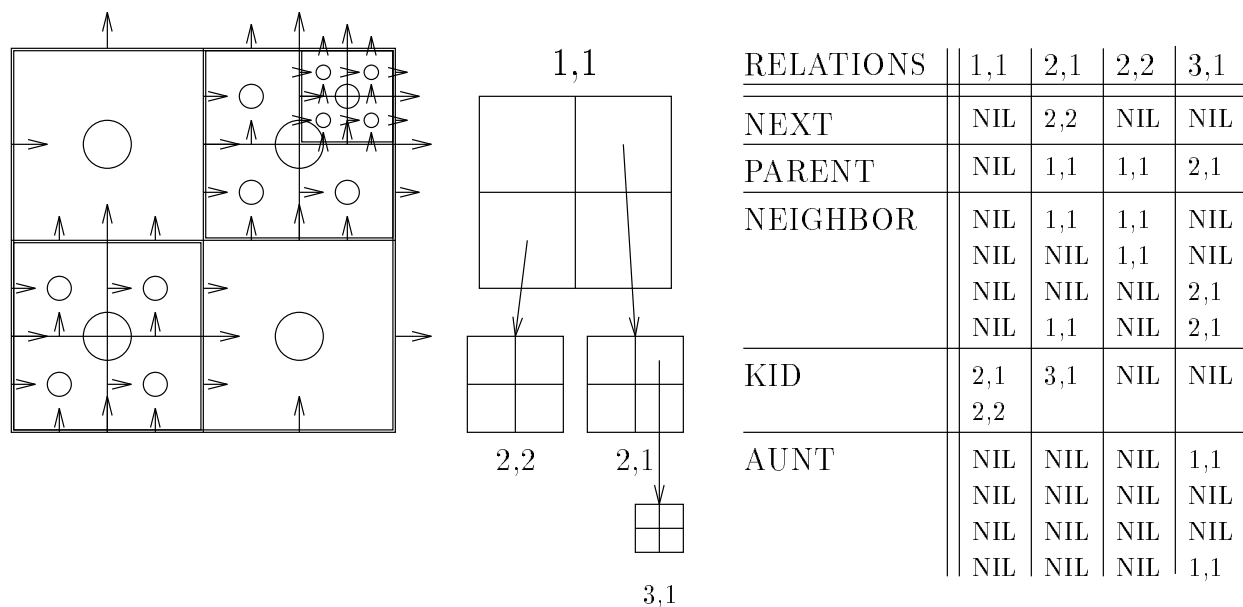 1,1
2,2 2,1
3,1
RELATIONS 1,1 2,1 2,2 3,1
NEXT NIL 2,2 NIL NIL
PARENT NIL 1,1 1,1 2,1
NEIGHBOR NIL 1,1 1,1 NIL
NIL NIL 1,1 NIL
NIL NIL NIL 2,1
NIL 1,1 NIL 2,1
KID 2,1 3,1 NIL NIL
2,2
AUNT NIL NIL NIL 1,1
NIL NIL NIL NIL
NIL NIL NIL NIL
NIL NIL NIL 1,1